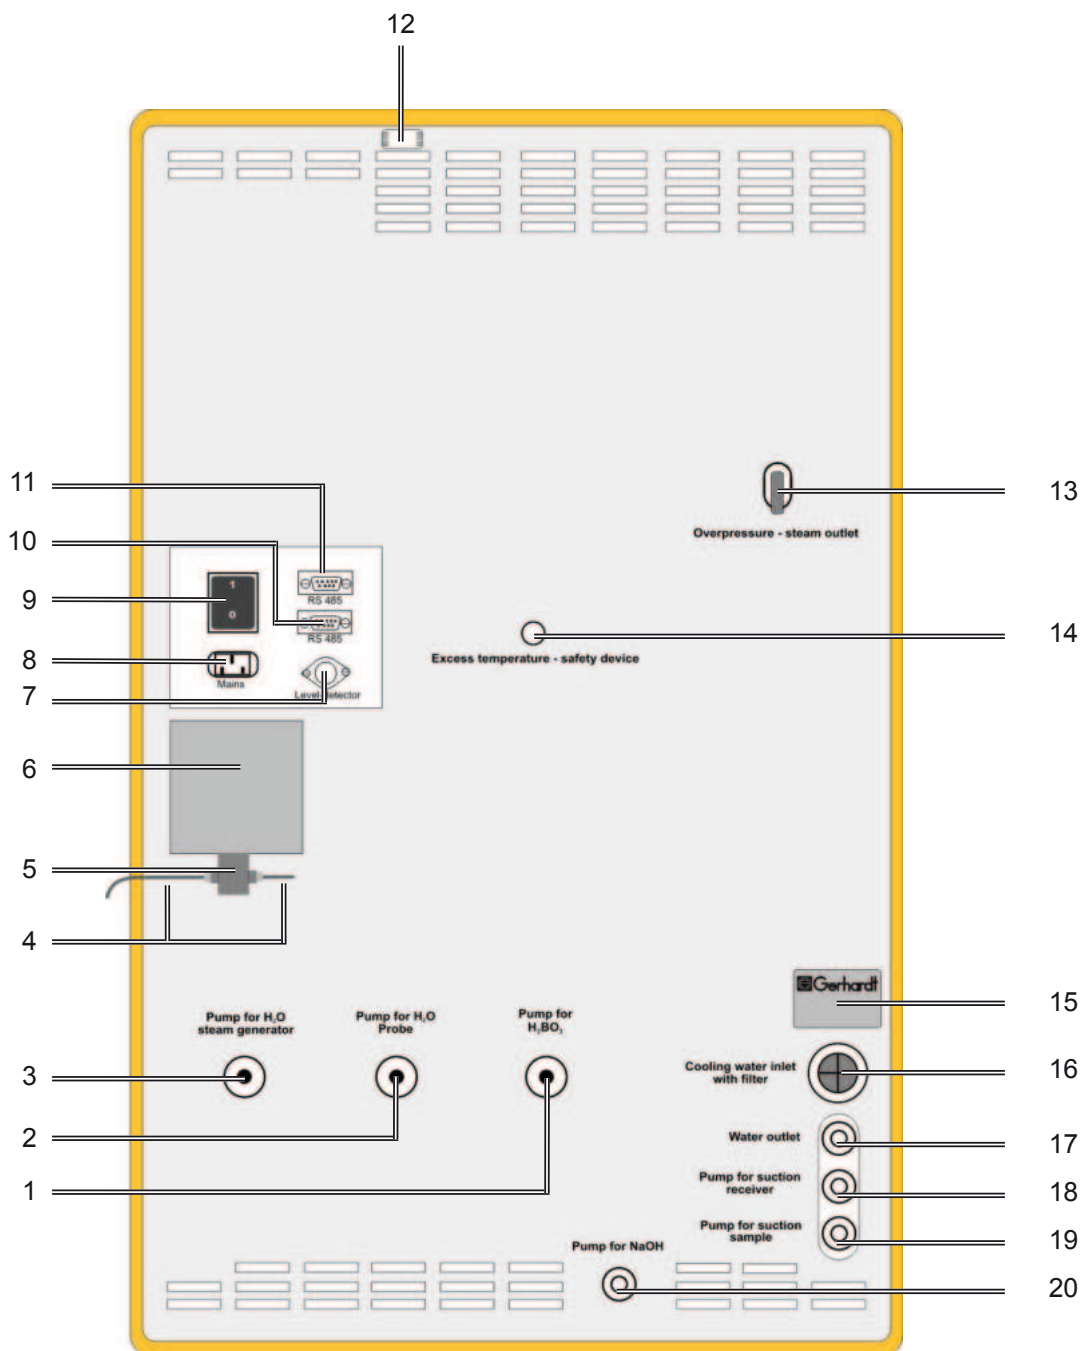 12
11
10
9
8
7
6
5
4
3
2
1
1
0
Mains
RS 485
RS 485
Level detector
Overpressure - steam outlet
13
Excess temperature - safety device
14
Gerhardt
15
Pump for H₂O
steam generator
Pump for H₂O
Probe
Pump for
H₃BO₃
Cooling water inlet
with filter
16
Water outlet
17
Pump for suction
receiver
18
Pump for suction
sample
19
Pump for NaOH
20